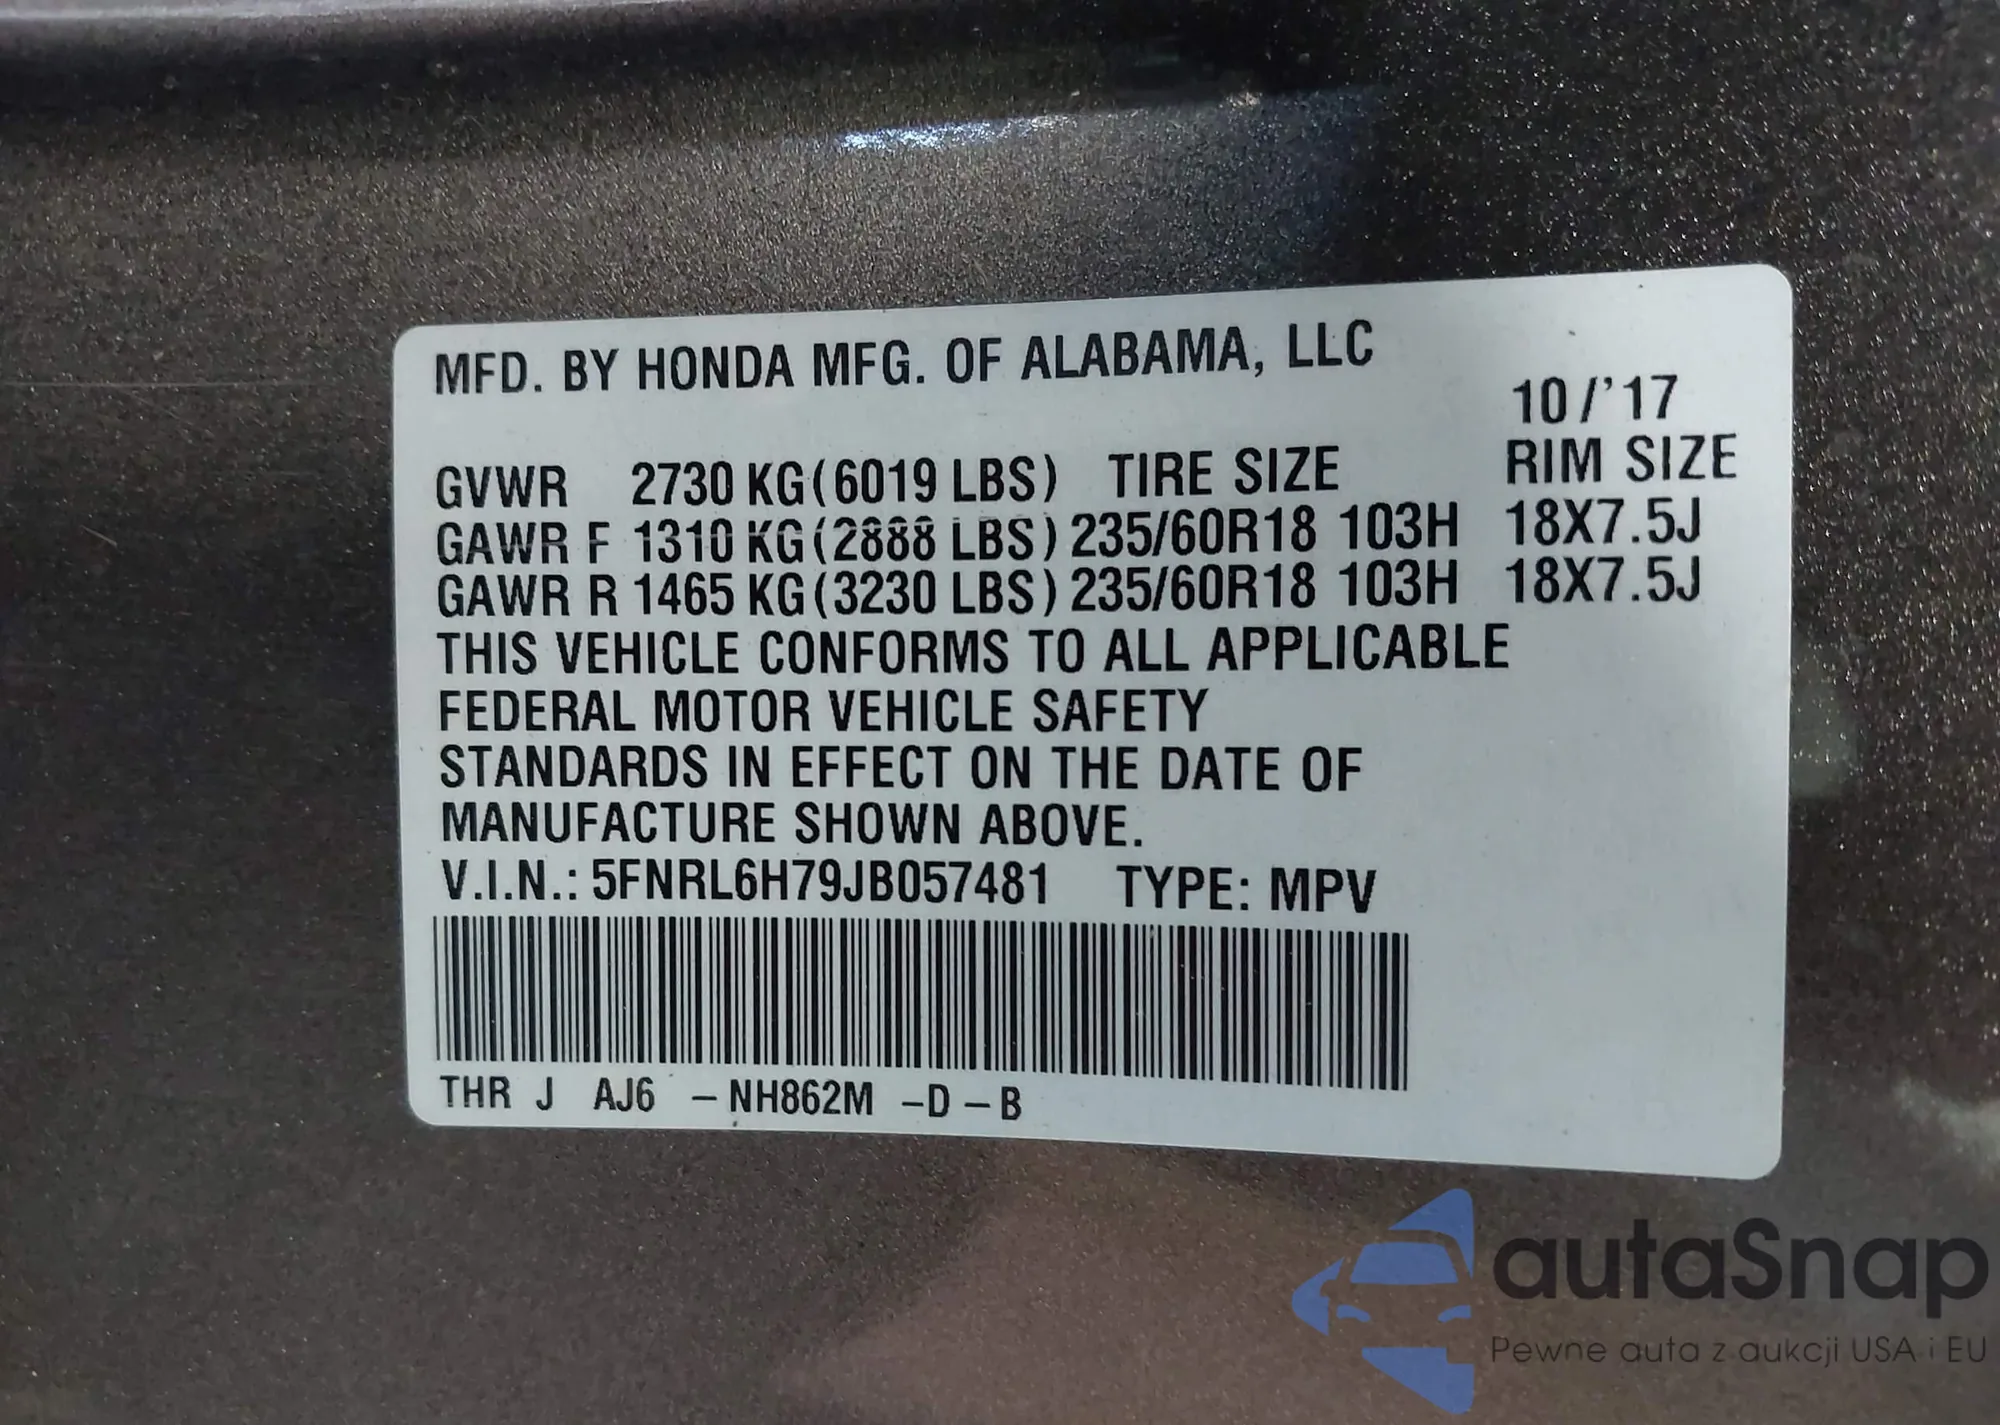 MFD. BY HONDA MFG. OF ALABAMA, LLC
10/'17
GVWR 2730 KG(6019 LBS) TIRE SIZE RIM SIZE
GAWR F 1310 KG(2888 LBS) 235/60R18 103H 18X7.5J
GAWR R 1465 KG(3230 LBS) 235/60R18 103H 18X7.5J
THIS VEHICLE CONFORMS TO ALL APPLICABLE
FEDERAL MOTOR VEHICLE SAFETY
STANDARDS IN EFFECT ON THE DATE OF
MANUFACTURE SHOWN ABOVE.
V.I.N.: 5FNRL6H79JB057481 TYPE: MPV
THR J AJ6 – NH862M –D – B
autaSnap
Pewne auta z aukcji USA i EU